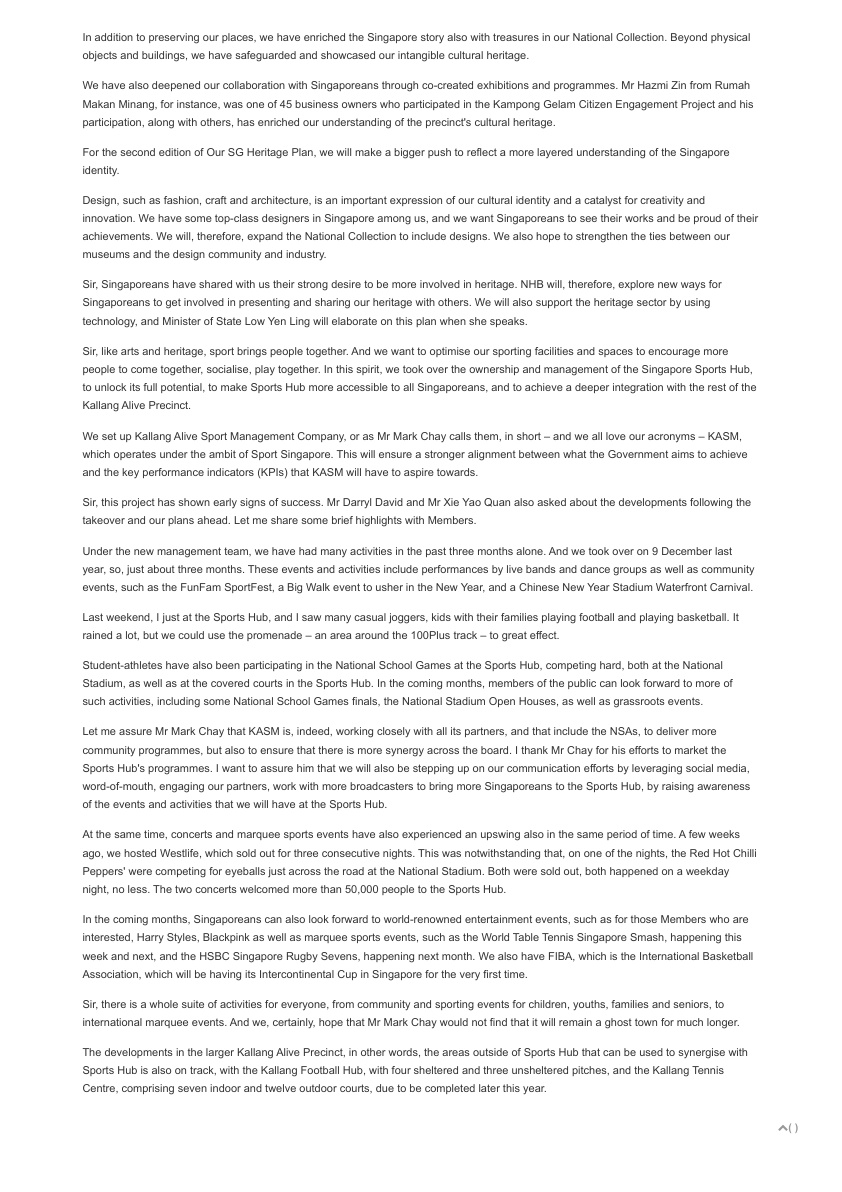 In addition to preserving our places, we have enriched the Singapore story also with treasures in our National Collection. Beyond physical
objects and buildings, we have safeguarded and showcased our intangible cultural heritage.
We have also deepened our collaboration with Singaporeans through co-created exhibitions and programmes. Mr Hazmi Zin from Rumah
Makan Minang, for instance, was one of 45 business owners who participated in the Kampong Gelam Citizen Engagement Project and his
participation, along with others, has enriched our understanding of the precinct's cultural heritage.
For the second edition of Our SG Heritage Plan, we will make a bigger push to reflect a more layered understanding of the Singapore
identity.
Design, such as fashion, craft and architecture, is an important expression of our cultural identity and a catalyst for creativity and
innovation. We have some top-class designers in Singapore among us, and we want Singaporeans to see their works and be proud of their
achievements. We will, therefore, expand the National Collection to include designs. We also hope to strengthen the ties between our
museums and the design community and industry.
Sir, Singaporeans have shared with us their strong desire to be more involved in heritage. NHB will, therefore, explore new ways for
Singaporeans to get involved in presenting and sharing our heritage with others. We will also support the heritage sector by using
technology, and Minister of State Low Yen Ling will elaborate on this plan when she speaks.
Sir, like arts and heritage, sport brings people together. And we want to optimise our sporting facilities and spaces to encourage more
people to come together, socialise, play together. In this spirit, we took over the ownership and management of the Singapore Sports Hub,
to unlock its full potential, to make Sports Hub more accessible to all Singaporeans, and to achieve a deeper integration with the rest of the
Kallang Alive Precinct.
We set up Kallang Alive Sport Management Company, or as Mr Mark Chay calls them, in short – and we all love our acronyms – KASM,
which operates under the ambit of Sport Singapore. This will ensure a stronger alignment between what the Government aims to achieve
and the key performance indicators (KPIs) that KASM will have to aspire towards.
Sir, this project has shown early signs of success. Mr Darryl David and Mr Xie Yao Quan also asked about the developments following the
takeover and our plans ahead. Let me share some brief highlights with Members.
Under the new management team, we have had many activities in the past three months alone. And we took over on 9 December last
year, so, just about three months. These events and activities include performances by live bands and dance groups as well as community
events, such as the FunFam SportFest, a Big Walk event to usher in the New Year, and a Chinese New Year Stadium Waterfront Carnival.
Last weekend, I just at the Sports Hub, and I saw many casual joggers, kids with their families playing football and playing basketball. It
rained a lot, but we could use the promenade – an area around the 100Plus track – to great effect.
Student-athletes have also been participating in the National School Games at the Sports Hub, competing hard, both at the National
Stadium, as well as at the covered courts in the Sports Hub. In the coming months, members of the public can look forward to more of
such activities, including some National School Games finals, the National Stadium Open Houses, as well as grassroots events.
Let me assure Mr Mark Chay that KASM is, indeed, working closely with all its partners, and that include the NSAs, to deliver more
community programmes, but also to ensure that there is more synergy across the board. I thank Mr Chay for his efforts to market the
Sports Hub's programmes. I want to assure him that we will also be stepping up on our communication efforts by leveraging social media,
word-of-mouth, engaging our partners, work with more broadcasters to bring more Singaporeans to the Sports Hub, by raising awareness
of the events and activities that we will have at the Sports Hub.
At the same time, concerts and marquee sports events have also experienced an upswing also in the same period of time. A few weeks
ago, we hosted Westlife, which sold out for three consecutive nights. This was notwithstanding that, on one of the nights, the Red Hot Chilli
Peppers' were competing for eyeballs just across the road at the National Stadium. Both were sold out, both happened on a weekday
night, no less. The two concerts welcomed more than 50,000 people to the Sports Hub.
In the coming months, Singaporeans can also look forward to world-renowned entertainment events, such as for those Members who are
interested, Harry Styles, Blackpink as well as marquee sports events, such as the World Table Tennis Singapore Smash, happening this
week and next, and the HSBC Singapore Rugby Sevens, happening next month. We also have FIBA, which is the International Basketball
Association, which will be having its Intercontinental Cup in Singapore for the very first time.
Sir, there is a whole suite of activities for everyone, from community and sporting events for children, youths, families and seniors, to
international marquee events. And we, certainly, hope that Mr Mark Chay would not find that it will remain a ghost town for much longer.
The developments in the larger Kallang Alive Precinct, in other words, the areas outside of Sports Hub that can be used to synergise with
Sports Hub is also on track, with the Kallang Football Hub, with four sheltered and three unsheltered pitches, and the Kallang Tennis
Centre, comprising seven indoor and twelve outdoor courts, due to be completed later this year.
( )